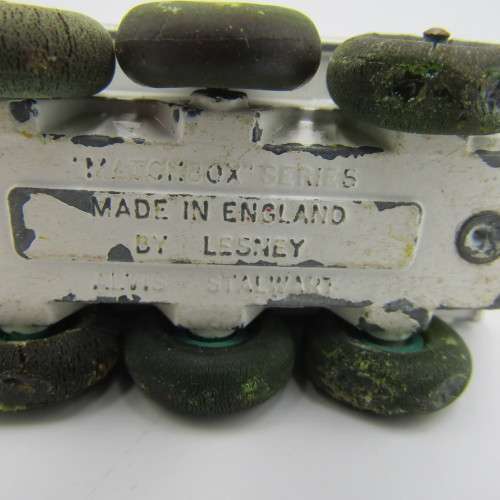 "MATCHBOX" SERIES
MADE IN ENGLAND
BY LESNEY
ALVIS STALWART